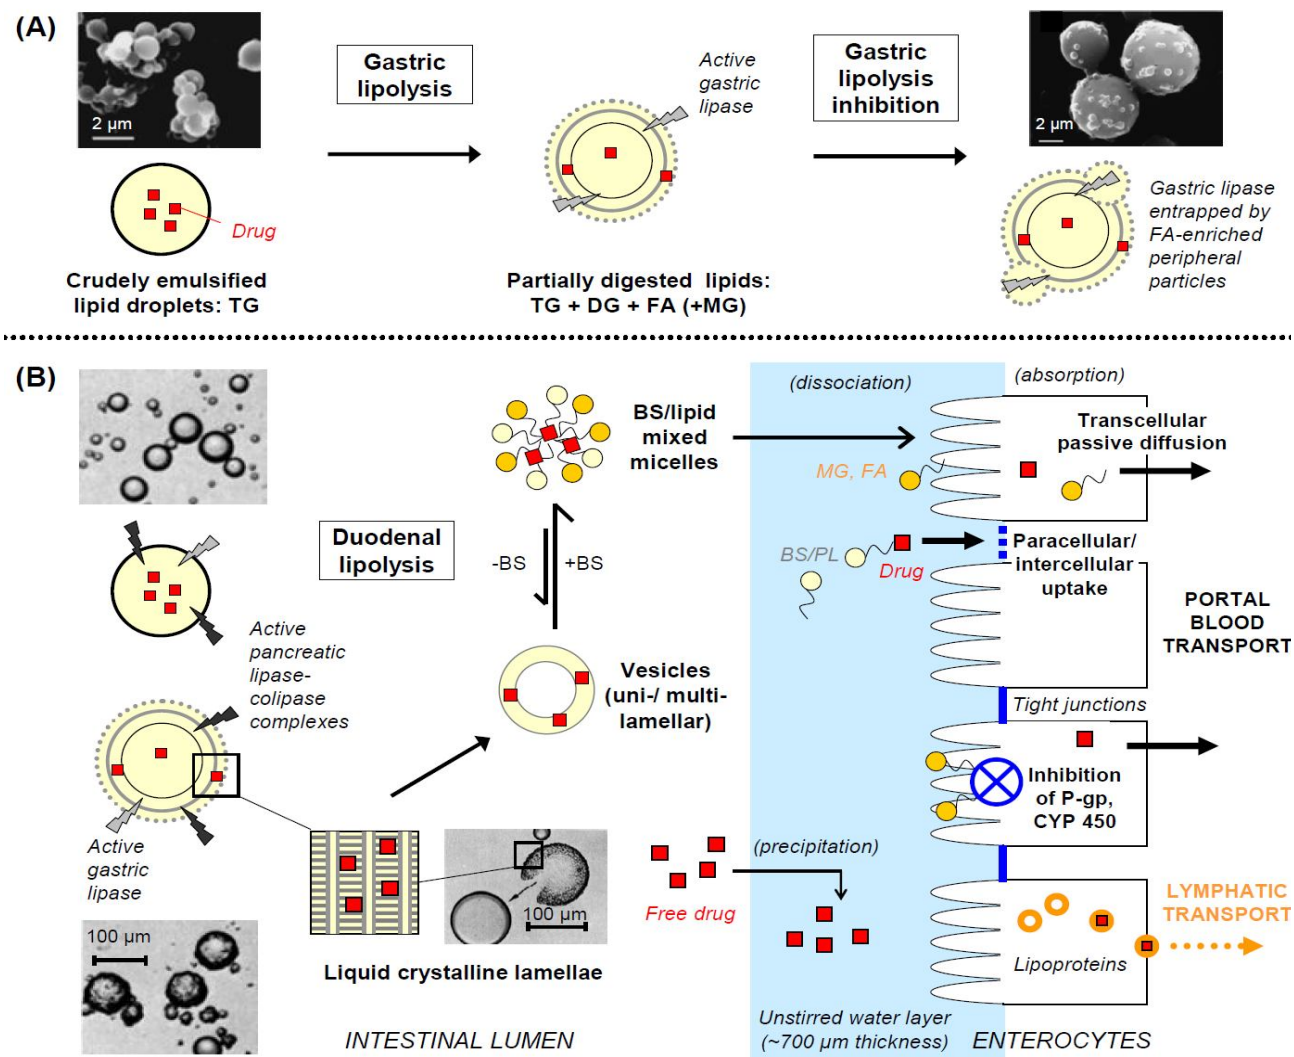 (A)
2 µm
Gastric
lipolysis
Active
gastric
lipase
Gastric
lipolysis
inhibition
2 µm
Drug
Gastric lipase
entrapped by
FA-enriched
peripheral
particles
Crudely emulsified
lipid droplets: TG
Partially digested lipids:
TG + DG + FA (+MG)
(B)
BS/lipid
mixed
micelles
(dissociation)
(absorption)
Transcellular
passive diffusion
MG, FA
Duodenal
lipolysis
-BS
+BS
BS/PL
Drug
Paracellular/
intercellular
uptake
PORTAL
BLOOD
TRANSPORT
Active
pancreatic
lipase-
colipase
complexes
Vesicles
(uni-/ multi-
lamellar)
Tight junctions
Inhibition
of P-gp,
CYP 450
Active
gastric
lipase
100 µm
Free drug
(precipitation)
LYMPHATIC
TRANSPORT
Lipoproteins
100 µm
Liquid crystalline lamellae
INTESTINAL LUMEN
Unstirred water layer
(~700 µm thickness)
ENTEROCYTES